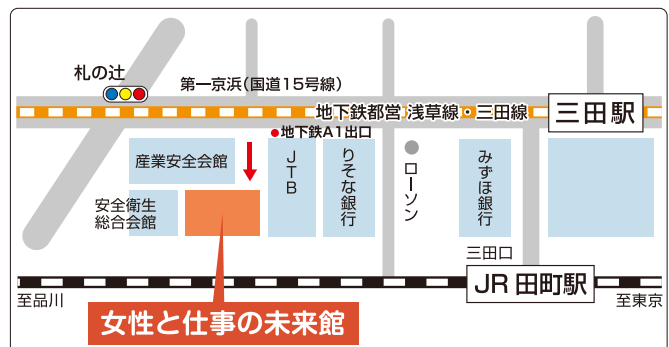 札の辻
第一京浜（国道15号線）
地下鉄都営 浅草線・三田線
三田駅
地下鉄A1出口
産業安全会館
JTB
りそな銀行
ローソン
みずほ銀行
安全衛生
総合会館
三田口
JR 田町駅
至品川
至東京
女性と仕事の未来館